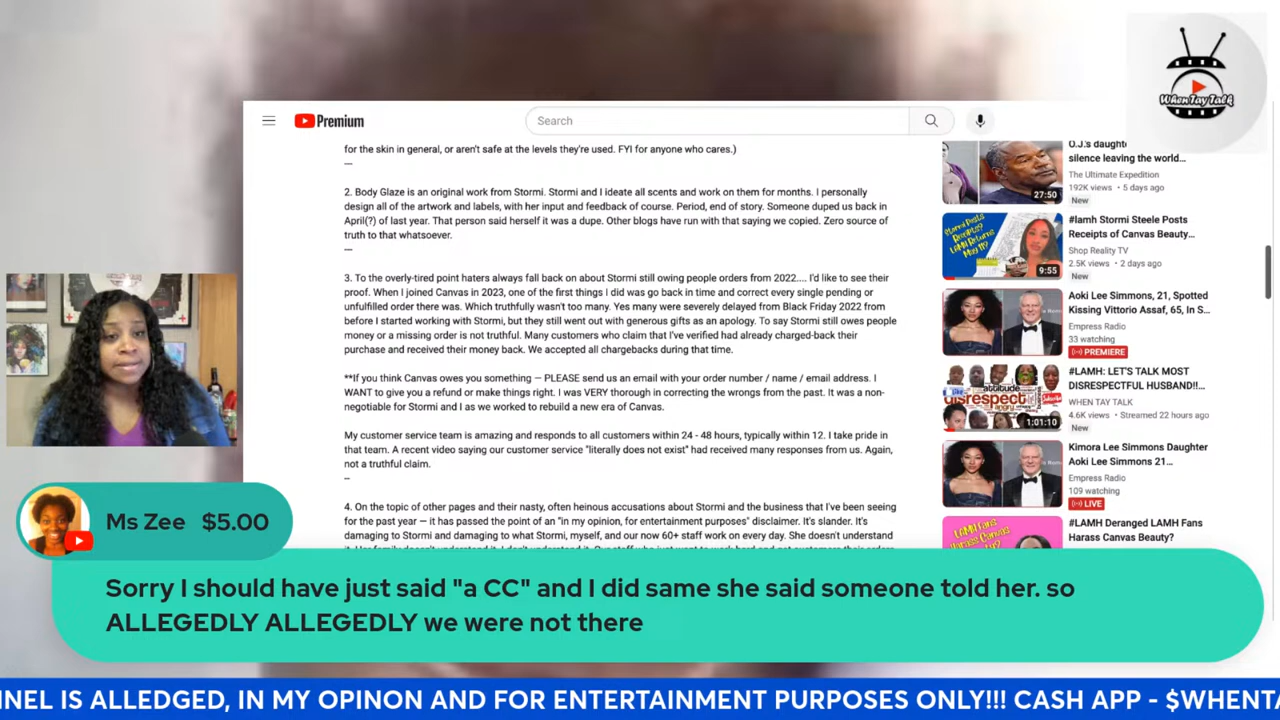 WhenTayTalk
Premium
Search
for the skin in general, or aren't safe at the levels they're used. FYI for anyone who cares.)
---
2. Body Glaze is an original work from Stormi. Stormi and I ideate all scents and work on them for months. I personally
design all of the artwork and labels, with her input and feedback of course. Period, end of story. Someone duped us back in
April(?) of last year. That person said herself it was a dupe. Other blogs have run with that saying we copied. Zero source of
truth to that whatsoever.
---
3. To the overly-tired point haters always fall back on about Stormi still owing people orders from 2022.... I'd like to see their
proof. When I joined Canvas in 2023, one of the first things I did was go back in time and correct every single pending or
unfulfilled order there was. Which truthfully wasn't too many. Yes many were severely delayed from Black Friday 2022 from
before I started working with Stormi, but they still went out with generous gifts as an apology. To say Stormi still owes people
money or a missing order is not truthful. Many customers who claim that I've verified had already charged-back their
purchase and received their money back. We accepted all chargebacks during that time.
**If you think Canvas owes you something — PLEASE send us an email with your order number / name / email address. I
WANT to give you a refund or make things right. I was VERY thorough in correcting the wrongs from the past. It was a non-
negotiable for Stormi and I as we worked to rebuild a new era of Canvas.
My customer service team is amazing and responds to all customers within 24 - 48 hours, typically within 12. I take pride in
that team. A recent video saying our customer service "literally does not exist" had received many responses from us. Again,
not a truthful claim.
--
4. On the topic of other pages and their nasty, often heinous accusations about Stormi and the business that I've been seeing
for the past year — it has passed the point of an "in my opinion, for entertainment purposes" disclaimer. It's slander. It's
damaging to Stormi and damaging to what Stormi, myself, and our now 60+ staff work on every day. She doesn't understand
O.J.'s daught
silence leaving the world...
The Ultimate Expedition
192K views • 5 days ago
New
27:50
#lamh Stormi Steele Posts
Receipts of Canvas Beauty...
Shop Reality TV
2.5K views • 2 days ago
New
9:55
Aoki Lee Simmons, 21, Spotted
Kissing Vittorio Assaf, 65, In S...
Empress Radio
33 watching
PREMIERE
#LAMH: LET'S TALK MOST
DISRESPECTFUL HUSBAND!!...
WHEN TAY TALK
4.6K views • Streamed 22 hours ago
New
attitude
disrespect
1:01:10
Kimora Lee Simmons Daughter
Aoki Lee Simmons 21...
Empress Radio
109 watching
LIVE
#LAMH Deranged LAMH Fans
Harass Canvas Beauty?
LAMH FANS
Ms Zee $5.00
Sorry I should have just said "a CC" and I did same she said someone told her. so
ALLEGEDLY ALLEGEDLY we were not there
NNEL IS ALLEDGED, IN MY OPINON AND FOR ENTERTAINMENT PURPOSES ONLY!!! CASH APP - $WHENTA